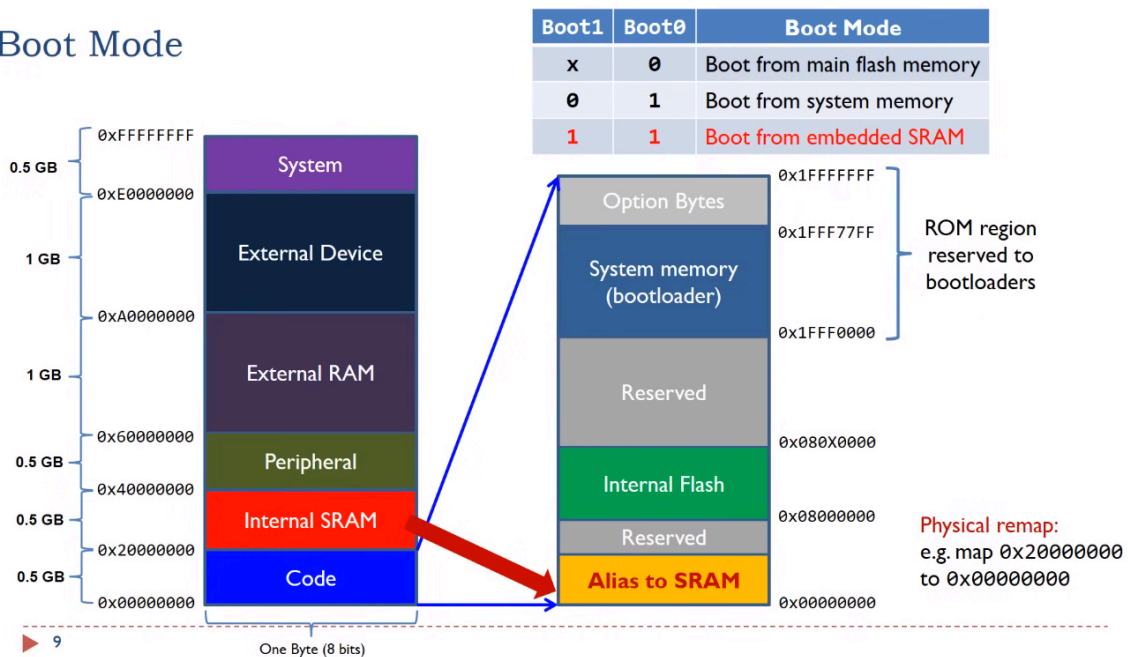 Boot Mode
Boot1 Boot0 Boot Mode
x 0 Boot from main flash memory
0 1 Boot from system memory
1 1 Boot from embedded SRAM
0xFFFFFFFF
0.5 GB
System
0xE0000000
1 GB
External Device
0xA0000000
1 GB
External RAM
0x60000000
0.5 GB
Peripheral
0x40000000
0.5 GB
Internal SRAM
0x20000000
0.5 GB
Code
0x00000000
One Byte (8 bits)
0x1FFFFFFF
Option Bytes
0x1FFF77FF
System memory
(bootloader)
0x1FFF0000
ROM region
reserved to
bootloaders
Reserved
0x080X0000
Internal Flash
0x08000000
Reserved
Alias to SRAM
0x00000000
Physical remap:
e.g. map 0x20000000
to 0x00000000
9